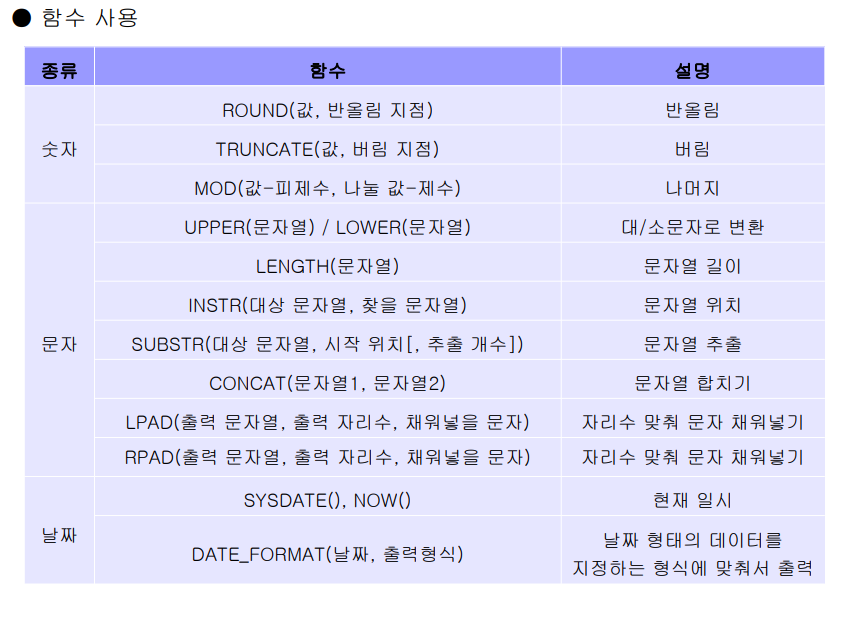 ● 함수 사용
종류 함수 설명
숫자
ROUND(값, 반올림 지점) 반올림
TRUNCATE(값, 버림 지점) 버림
MOD(값-피제수, 나눌 값-제수) 나머지
문자
UPPER(문자열) / LOWER(문자열) 대/소문자로 변환
LENGTH(문자열) 문자열 길이
INSTR(대상 문자열, 찾을 문자열) 문자열 위치
SUBSTR(대상 문자열, 시작 위치[, 추출 개수]) 문자열 추출
CONCAT(문자열1, 문자열2) 문자열 합치기
LPAD(출력 문자열, 출력 자리수, 채워넣을 문자) 자리수 맞춰 문자 채워넣기
RPAD(출력 문자열, 출력 자리수, 채워넣을 문자) 자리수 맞춰 문자 채워넣기
날짜
SYSDATE(), NOW() 현재 일시
DATE_FORMAT(날짜, 출력형식) 날짜 형태의 데이터를
지정하는 형식에 맞춰서 출력